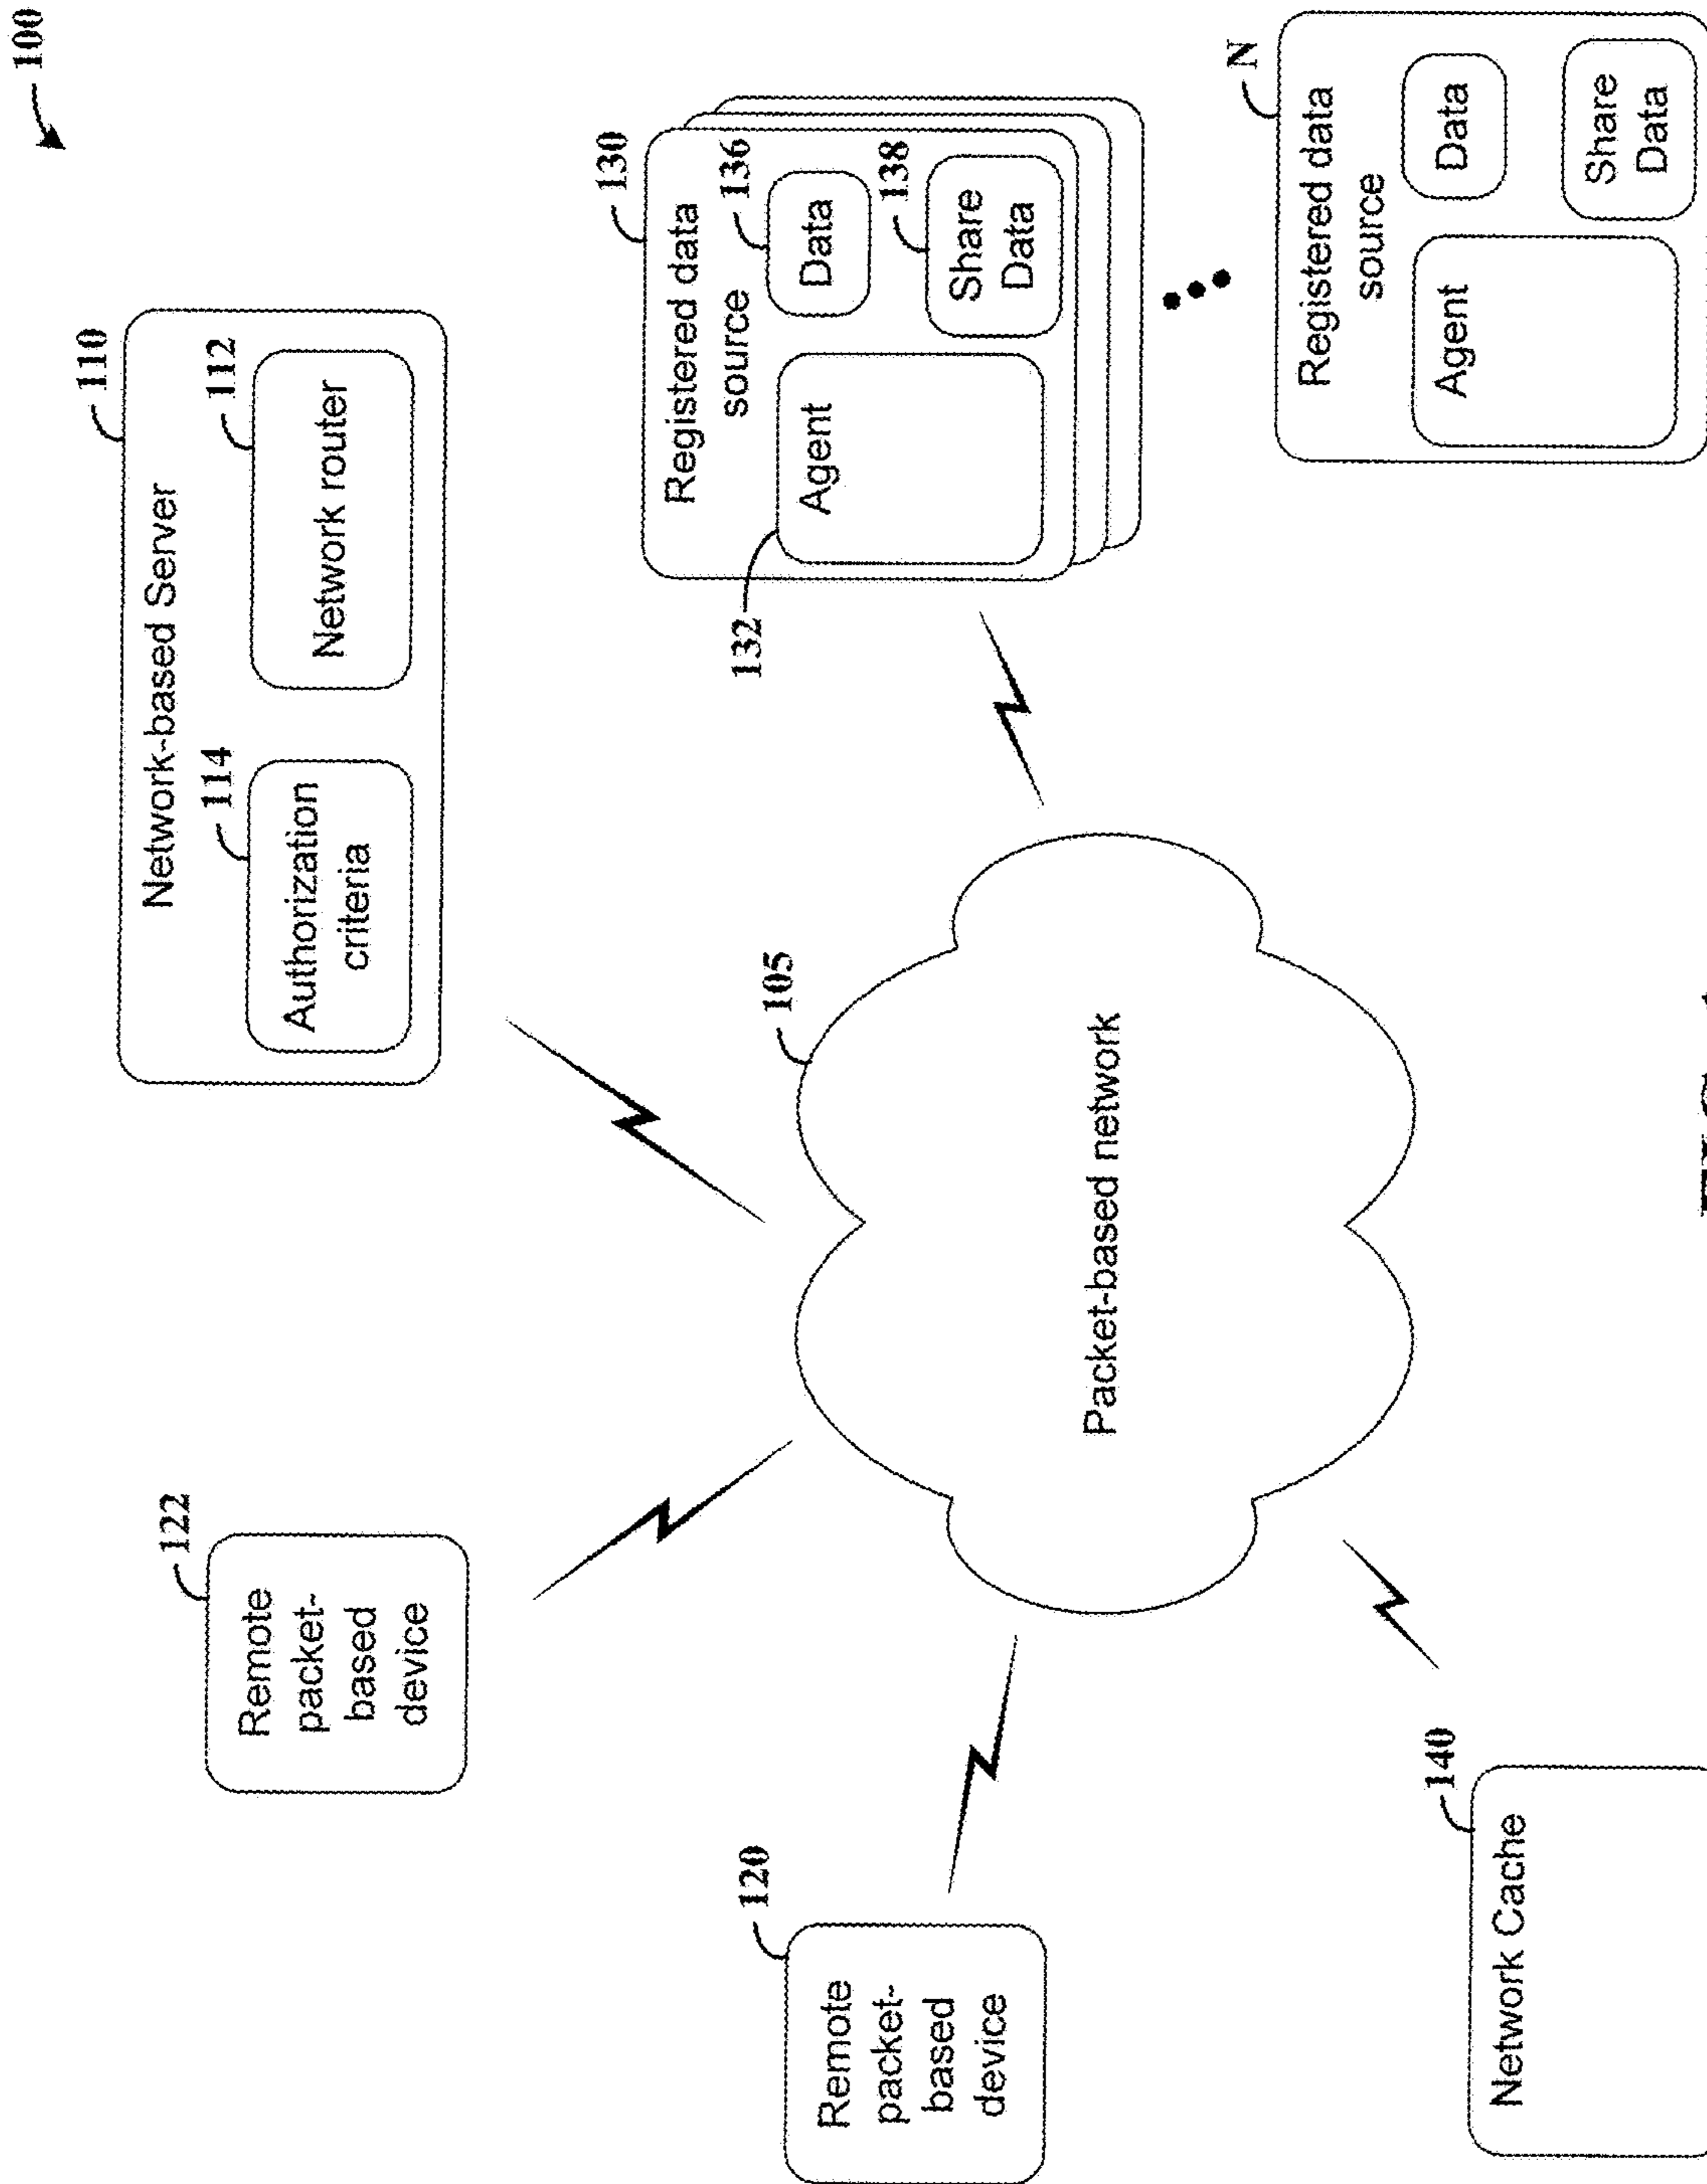 100
110
Network-based Server
114
Authorization
criteria
112
Network router
122
Remote
packet-
based
device
120
Remote
packet-
based
device
105
Packet-based network
130
Registered data
source
132
Agent
136
Data
138
Share
Data
N
Registered data
source
Agent
Data
Share
Data
140
Network Cache